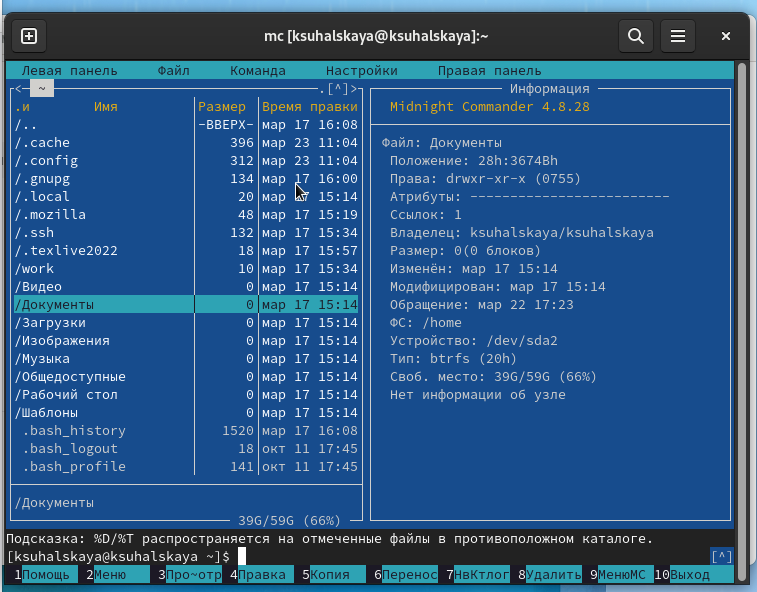 mc [ksuhalskaya@ksuhalskaya]:~
Левая панель Файл Команда Настройки Правая панель
<- ~ .[^]>
.и Имя Размер Время правки
/.. -ВВЕРХ- мар 17 16:08
/.cache 396 мар 23 11:04
/.config 312 мар 23 11:04
/.gnupg 134 мар 17 16:00
/.local 20 мар 17 15:14
/.mozilla 48 мар 17 15:19
/.ssh 132 мар 17 15:34
/.texlive2022 18 мар 17 15:57
/work 10 мар 17 15:34
/Видео 0 мар 17 15:14
/Документы 0 мар 17 15:14
/Загрузки 0 мар 17 15:14
/Изображения 0 мар 17 15:14
/Музыка 0 мар 17 15:14
/Общедоступные 0 мар 17 15:14
/Рабочий стол 0 мар 17 15:14
/Шаблоны 0 мар 17 15:14
.bash_history 1520 мар 17 16:08
.bash_logout 18 окт 11 17:45
.bash_profile 141 окт 11 17:45
/Документы
39G/59G (66%)
Информация
Midnight Commander 4.8.28
Файл: Документы
Положение: 28h:3674Bh
Права: drwxr-xr-x (0755)
Атрибуты: -------------------------
Ссылок: 1
Владелец: ksuhalskaya/ksuhalskaya
Размер: 0(0 блоков)
Изменён: мар 17 15:14
Модифицирован: мар 17 15:14
Обращение: мар 22 17:23
ФС: /home
Устройство: /dev/sda2
Тип: btrfs (20h)
Своб. место: 39G/59G (66%)
Нет информации об узле
Подсказка: %D/%T распространяется на отмеченные файлы в противоположном каталоге.
[ksuhalskaya@ksuhalskaya ~]$ [^]
1Помощь 2Меню 3Про~отр 4Правка 5Копия 6Перенос 7НвКтлог 8Удалить 9МенюМС 10Выход